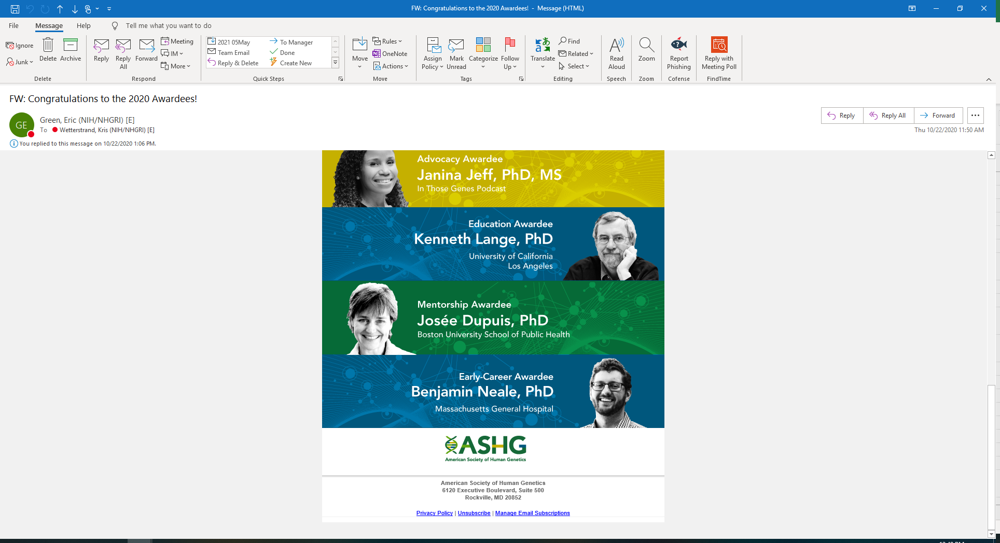 FW: Congratulations to the 2020 Awardees!  -  Message (HTML)
File
Message
Help
Tell me what you want to do
Ignore
Junk
Delete
Archive
Delete
Reply
Reply All
Forward
Meeting
IM
More
Respond
2021 05May
To Manager
Team Email
Done
Reply & Delete
Create New
Quick Steps
Move
Rules
OneNote
Actions
Move
Assign Policy
Mark Unread
Categorize
Follow Up
Tags
Translate
Find
Related
Select
Editing
Read Aloud
Speech
Zoom
Zoom
Report Phishing
Cofense
Reply with Meeting Poll
FindTime
FW: Congratulations to the 2020 Awardees!
GE
Green, Eric (NIH/NHGRI) [E]
To Wetterstrand, Kris (NIH/NHGRI) [E]
You replied to this message on 10/22/2020 1:06 PM.
Reply
Reply All
Forward
Thu 10/22/2020 11:50 AM
Advocacy Awardee
Janina Jeff, PhD, MS
In Those Genes Podcast
Education Awardee
Kenneth Lange, PhD
University of California
Los Angeles
Mentorship Awardee
Josée Dupuis, PhD
Boston University School of Public Health
Early-Career Awardee
Benjamin Neale, PhD
Massachusetts General Hospital
ASHG
American Society of Human Genetics
American Society of Human Genetics
6120 Executive Boulevard, Suite 500
Rockville, MD 20852
Privacy Policy | Unsubscribe | Manage Email Subscriptions